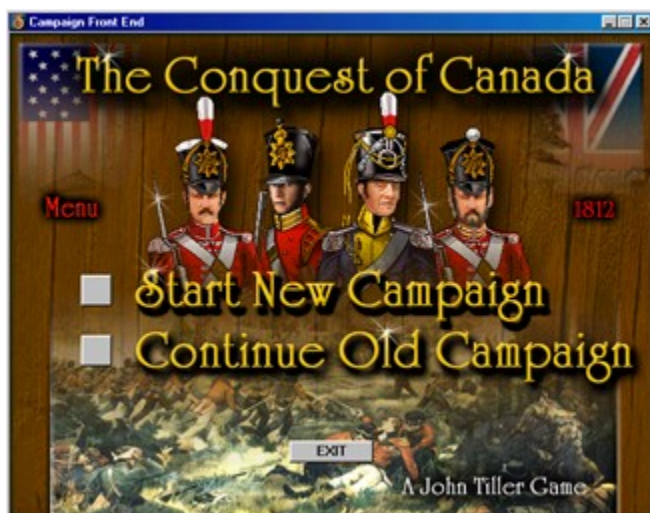 Campaign Front End
The Conquest of Canada
Menu
1812
Start New Campaign
Continue Old Campaign
EXIT
A John Tiller Game